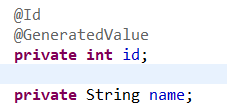 @Id
@GeneratedValue
private int id;
private String name;